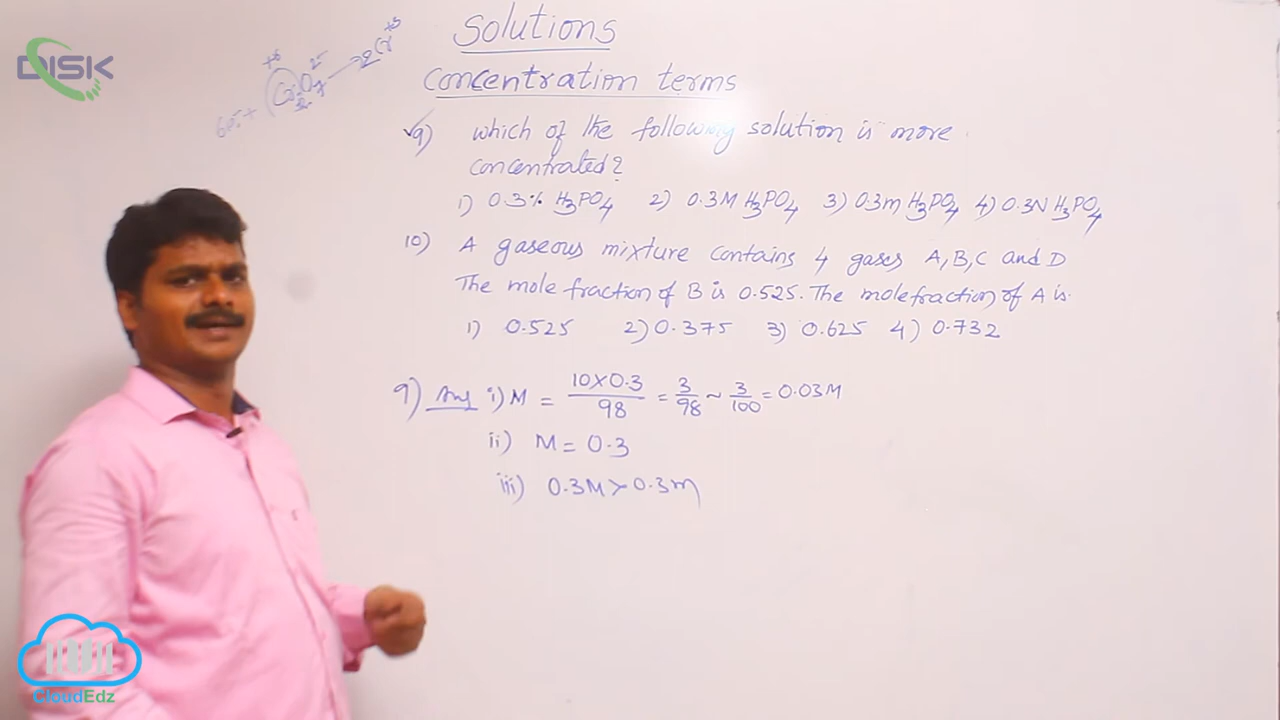 DISK
Solutions
Concentration terms
9) which of the following solution is more
concentrated?
1) 0.3% H₃PO₄ 2) 0.3M H₃PO₄ 3) 0.3m H₃PO₄ 4) 0.3N H₃PO₄
10) A gaseous mixture contains 4 gases A, B, C and D
The mole fraction of B is 0.525. The molefraction of A is.
1) 0.525 2) 0.375 3) 0.625 4) 0.732
9) Ans i) M = 10×0.3/98 = 3/98 ~ 3/100 = 0.03M
ii) M = 0.3
iii) 0.3M > 0.3m
CloudEdz